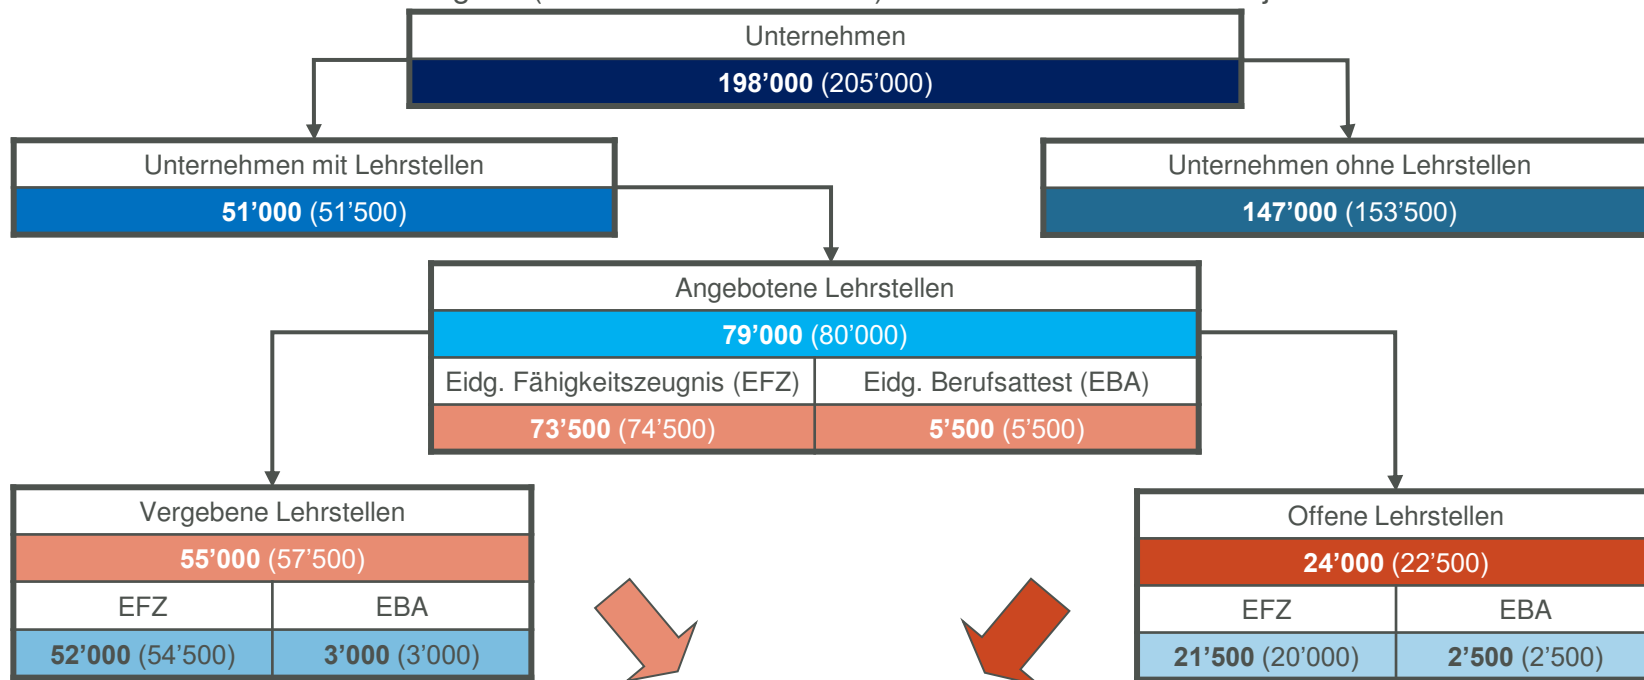 Unternehmen
198’000 (205’000)
Unternehmen mit Lehrstellen
51’000 (51’500)
Unternehmen ohne Lehrstellen
147’000 (153’500)
Angebotene Lehrstellen
79’000 (80’000)
Eidg. Fähigkeitszeugnis (EFZ)
Eidg. Berufsattest (EBA)
73’500 (74’500)
5’500 (5’500)
Vergebene Lehrstellen
55’000 (57’500)
EFZ
EBA
52’000 (54’500)
3’000 (3’000)
Offene Lehrstellen
24’000 (22’500)
EFZ
EBA
21’500 (20’000)
2’500 (2’500)